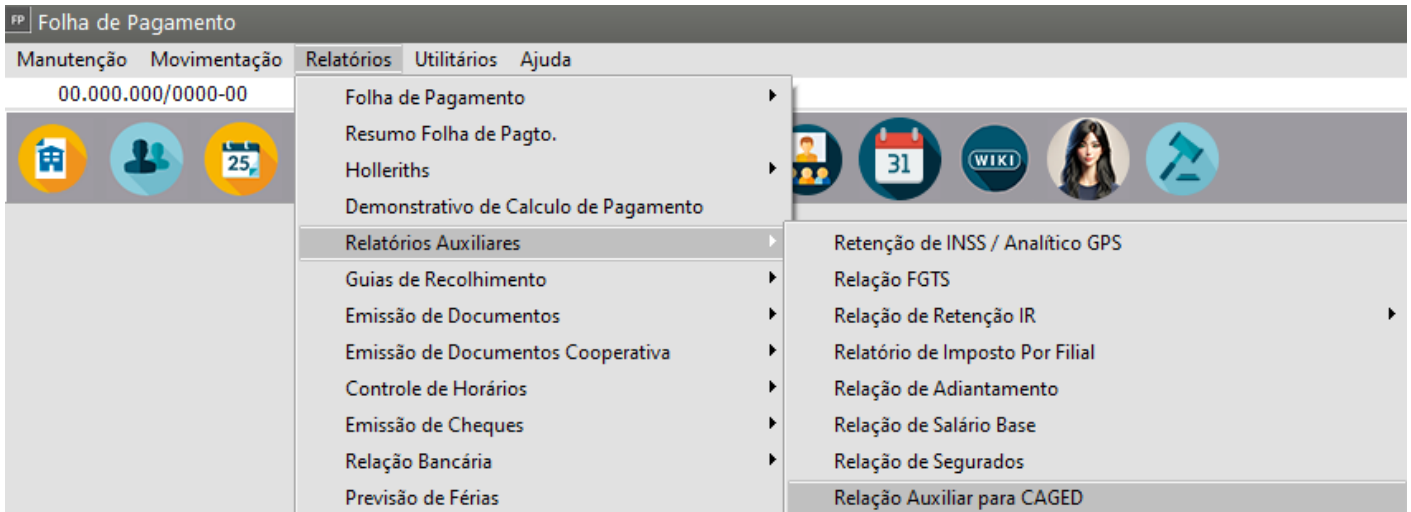 FP Folha de Pagamento
Manutenção Movimentação Relatórios Utilitários Ajuda
00.000.000/0000-00
25
31
WIKI
Folha de Pagamento
Resumo Folha de Pagto.
Holleriths
Demonstrativo de Calculo de Pagamento
Relatórios Auxiliares
Guias de Recolhimento
Emissão de Documentos
Emissão de Documentos Cooperativa
Controle de Horários
Emissão de Cheques
Relação Bancária
Previsão de Férias
Retenção de INSS / Analítico GPS
Relação FGTS
Relação de Retenção IR
Relatório de Imposto Por Filial
Relação de Adiantamento
Relação de Salário Base
Relação de Segurados
Relação Auxiliar para CAGED